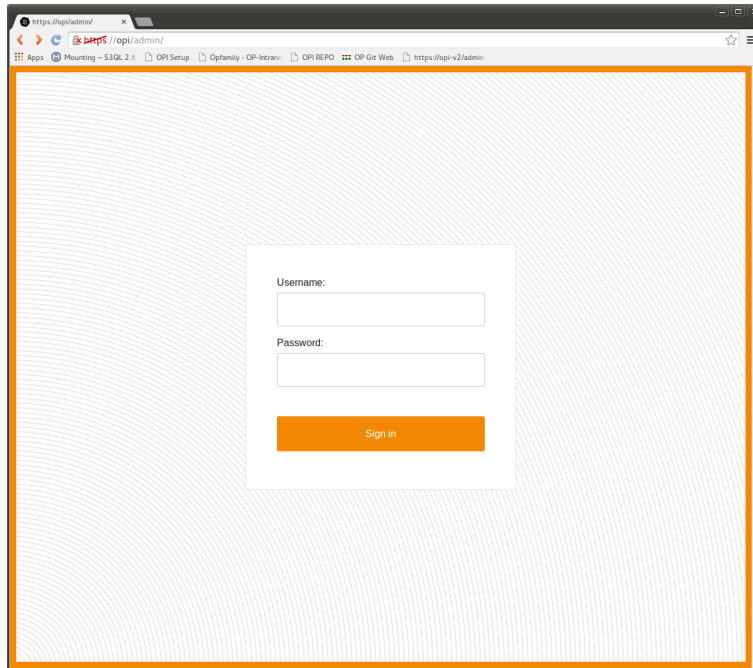 https://opi/admin/
https://opi/admin/
Apps Mounting — S3QL 2.8 OPI Setup Opfamily - OP-Intrane OPI REPO OP Git Web https://opi-v2/admin
Username:
Password:
Sign in